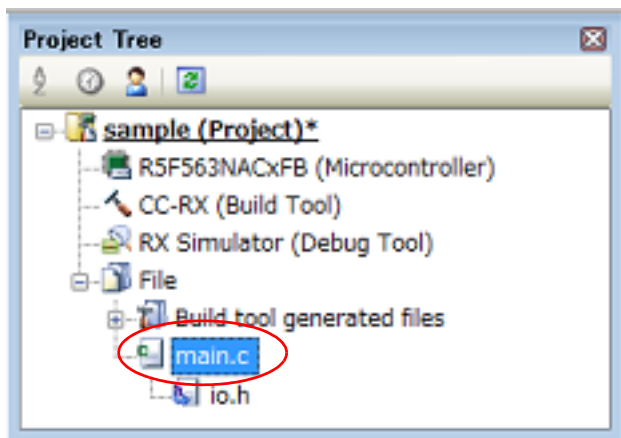 Project Tree
sample (Project)*
R5F563NACxFB (Microcontroller)
CC-RX (Build Tool)
RX Simulator (Debug Tool)
File
Build tool generated files
main.c
io.h